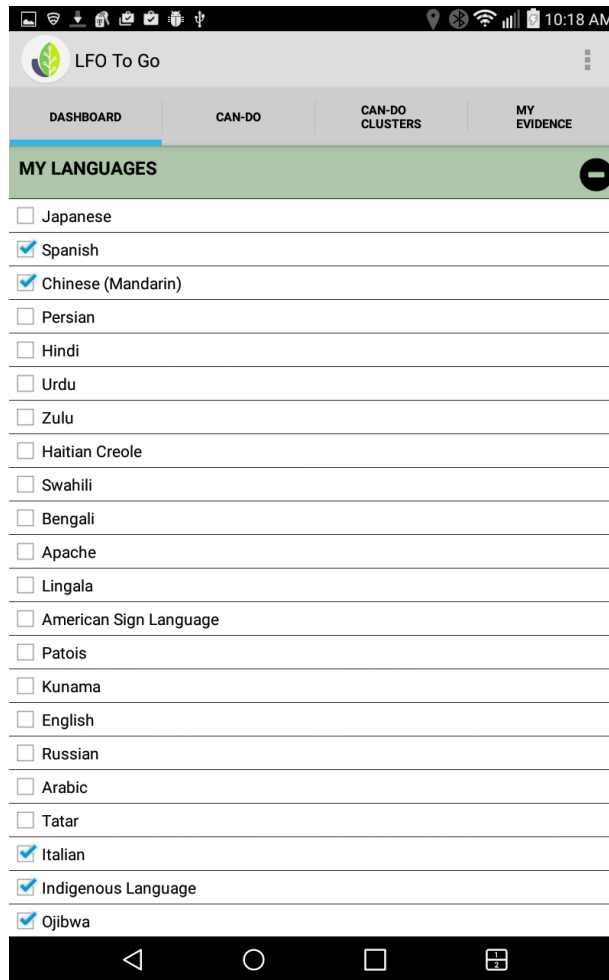 10:18 AM
LFO To Go
DASHBOARD
CAN-DO
CAN-DO
CLUSTERS
MY
EVIDENCE
MY LANGUAGES
Japanese
Spanish
Chinese (Mandarin)
Persian
Hindi
Urdu
Zulu
Haitian Creole
Swahili
Bengali
Apache
Lingala
American Sign Language
Patois
Kunama
English
Russian
Arabic
Tatar
Italian
Indigenous Language
Ojibwa
1
2